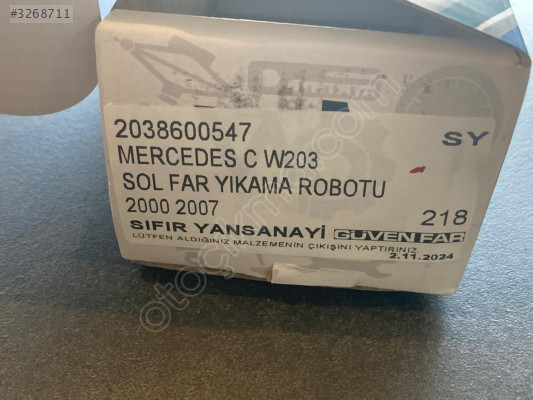 #3268711
2038600547
SY
MERCEDES C W203
SOL FAR YIKAMA ROBOTU
2000 2007
218
SIFIR YANSANAYİ GÜVEN FAR
LÜTFEN ALDIĞINIZ MALZEMENİN ÇIKIŞINI YAPTIRINIZ
2.11.2024